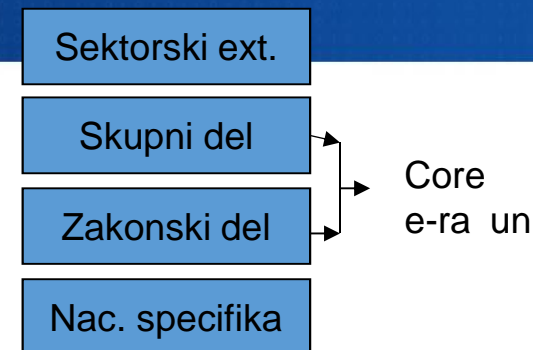 Sektorski ext.
Skupni del
Zakonski del
Nac. specifika
Core
e-ra un